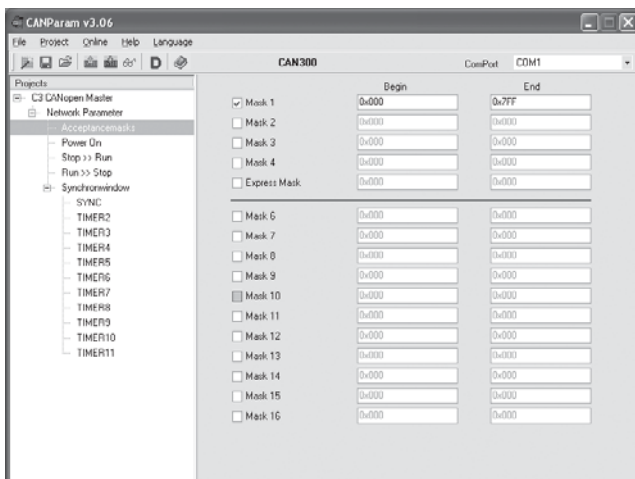 CANParam v3.06
File Project Online Help Language
D CAN300 ComPort COM1
Projects
C3 CANopen Master
Network Parameter
Acceptancemasks
Power On
Stop >> Run
Run >> Stop
Synchronwindow
SYNC
TIMER2
TIMER3
TIMER4
TIMER5
TIMER6
TIMER7
TIMER8
TIMER9
TIMER10
TIMER11
Begin End
Mask 1 0x000 0x7FF
Mask 2 0x000 0x000
Mask 3 0x000 0x000
Mask 4 0x000 0x000
Express Mask 0x000 0x000
Mask 6 0x000 0x000
Mask 7 0x000 0x000
Mask 8 0x000 0x000
Mask 9 0x000 0x000
Mask 10 0x000 0x000
Mask 11 0x000 0x000
Mask 12 0x000 0x000
Mask 13 0x000 0x000
Mask 14 0x000 0x000
Mask 15 0x000 0x000
Mask 16 0x000 0x000